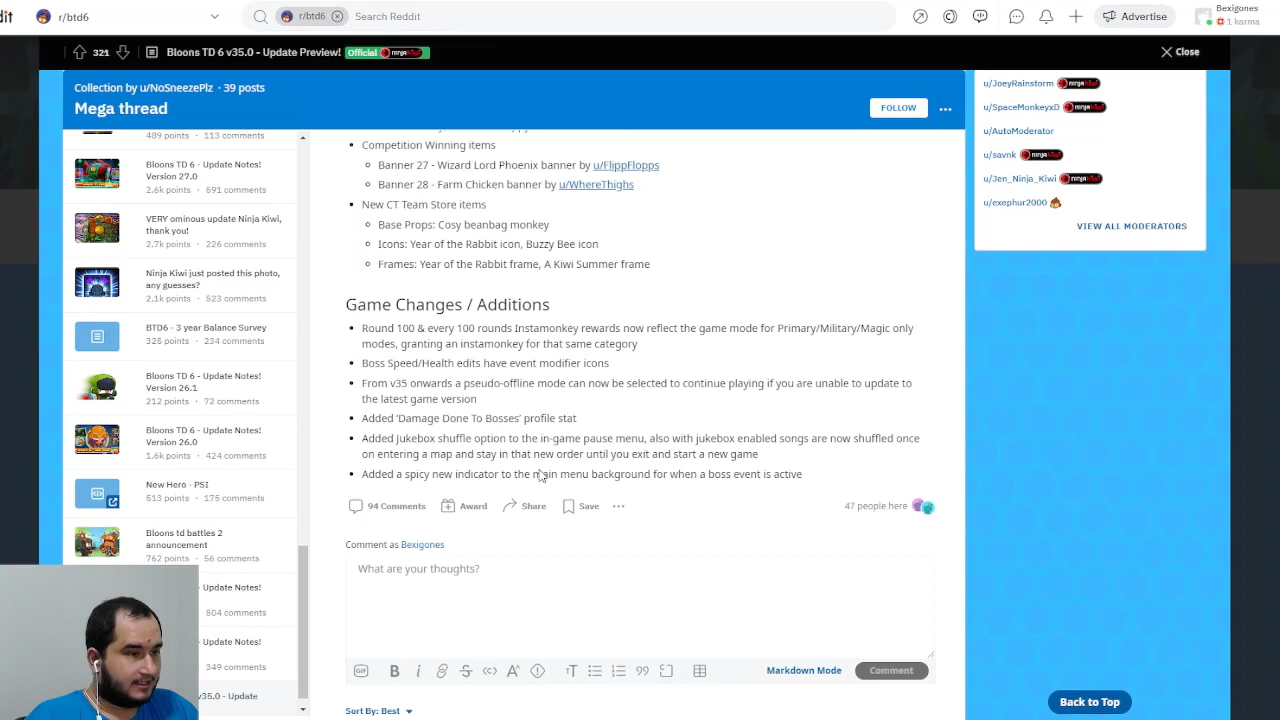 dit
r/btd6
r/btd6
Search Reddit
Advertise
Bexigones
1 karma
321
Bloons TD 6 v35.0 - Update Preview!
Official
Close
Collection by u/NoSneezePlz · 39 posts
Mega thread
FOLLOW
489 points · 113 comments
Bloons TD 6 - Update Notes!
Version 27.0
2.6k points · 591 comments
VERY ominous update Ninja Kiwi,
thank you!
2.7k points · 226 comments
Ninja Kiwi just posted this photo,
any guesses?
2.1k points · 523 comments
BTD6 - 3 year Balance Survey
325 points · 234 comments
Bloons TD 6 - Update Notes!
Version 26.1
212 points · 72 comments
Bloons TD 6 - Update Notes!
Version 26.0
1.6k points · 424 comments
New Hero - PSI
513 points · 175 comments
Bloons td battles 2
announcement
762 points · 56 comments
- Update Notes!
504 comments
- Update Notes!
349 comments
v35.0 - Update
Competition Winning items
Banner 27 - Wizard Lord Phoenix banner by u/FlippFlopps
Banner 28 - Farm Chicken banner by u/WhereThighs
New CT Team Store items
Base Props: Cosy beanbag monkey
Icons: Year of the Rabbit icon, Buzzy Bee icon
Frames: Year of the Rabbit frame, A Kiwi Summer frame
Game Changes / Additions
Round 100 & every 100 rounds Instamonkey rewards now reflect the game mode for Primary/Military/Magic only
modes, granting an instamonkey for that same category
Boss Speed/Health edits have event modifier icons
From v35 onwards a pseudo-offline mode can now be selected to continue playing if you are unable to update to
the latest game version
Added ‘Damage Done To Bosses’ profile stat
Added Jukebox shuffle option to the in-game pause menu, also with jukebox enabled songs are now shuffled once
on entering a map and stay in that new order until you exit and start a new game
Added a spicy new indicator to the main menu background for when a boss event is active
94 Comments
Award
Share
Save
47 people here
Comment as Bexigones
What are your thoughts?
GIF
Markdown Mode
Comment
Sort By: Best
u/JoeyRainstorm
u/SpaceMonkeyxD
u/AutoModerator
u/savnk
u/Jen_Ninja_Kiwi
u/exephur2000
VIEW ALL MODERATORS
Back to Top